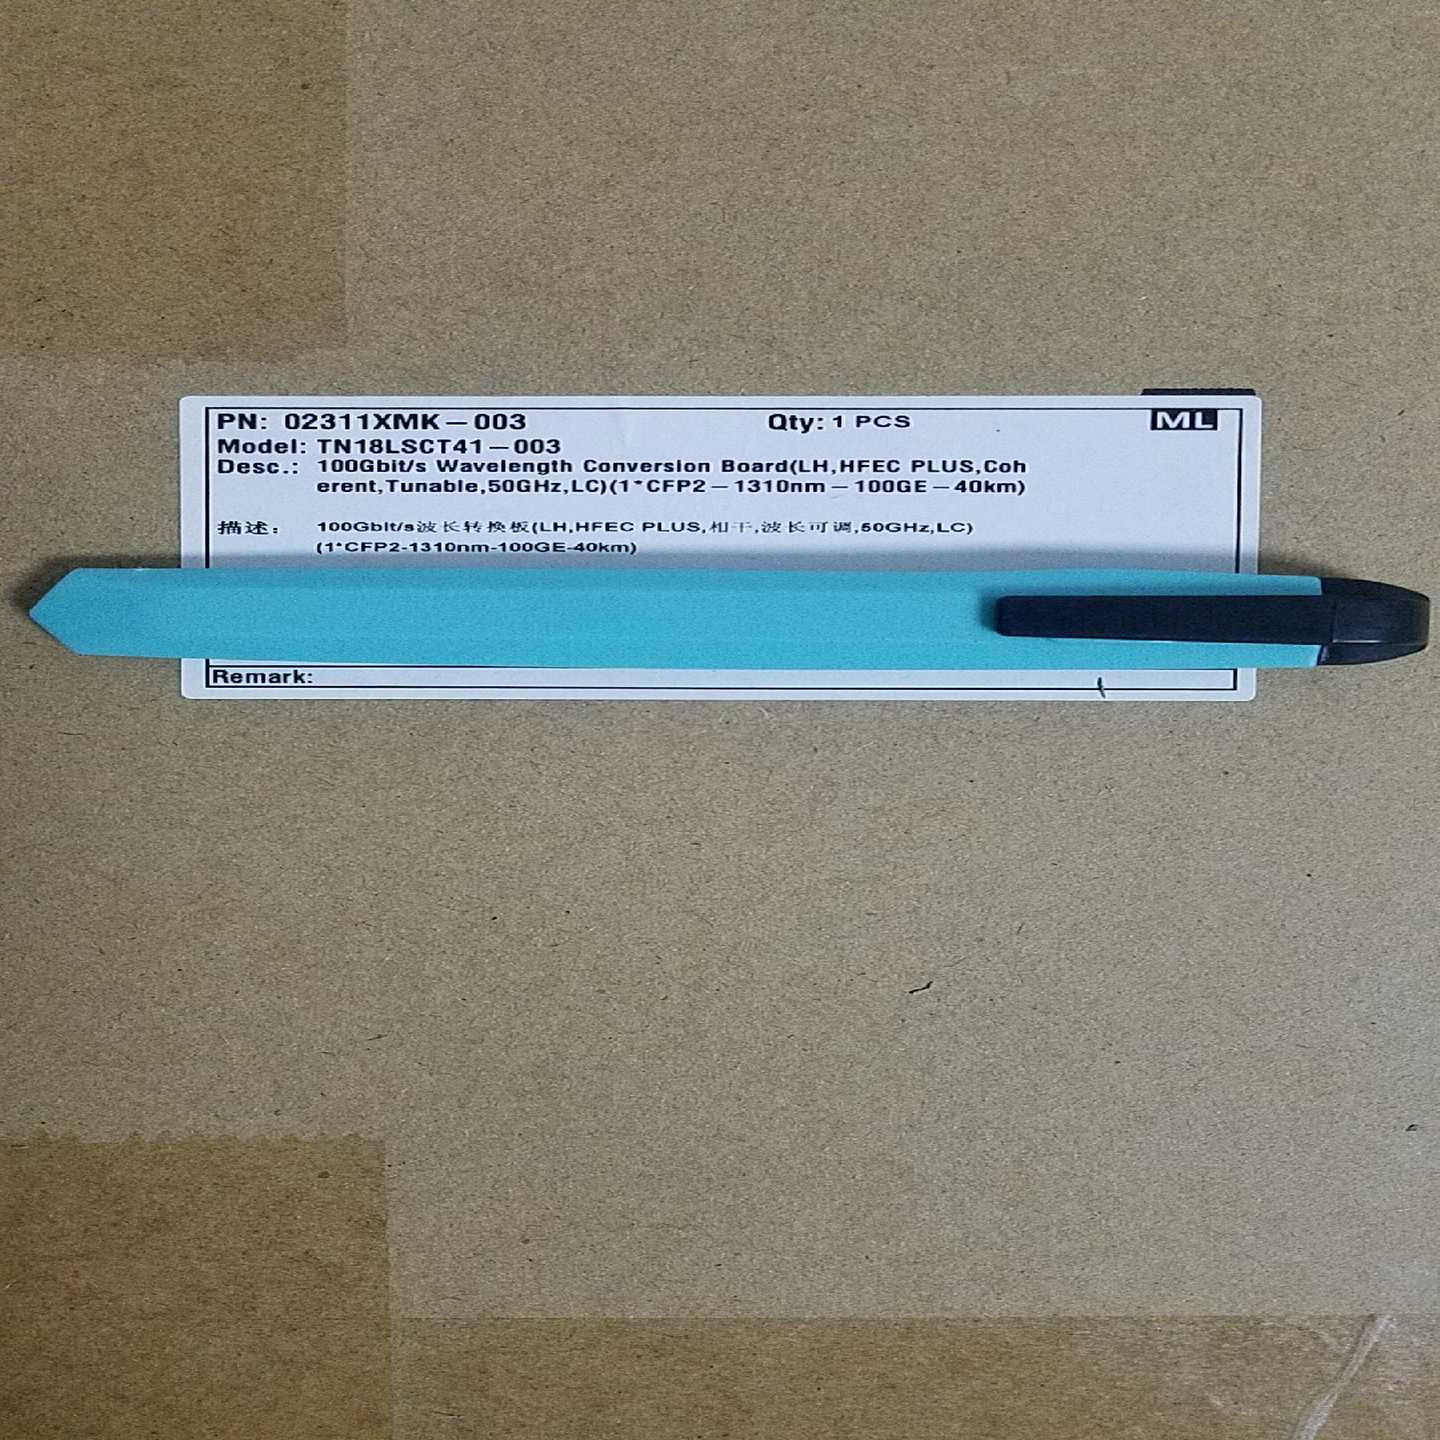 PN: 02311XMK-003 Qty: 1 PCS ML
Model: TN18LSCT41-003
Desc.: 100Gbit/s Wavelength Conversion Board(LH,HFEC PLUS,Coh
erent,Tunable,50GHz,LC)(1*CFP2-1310nm-100GE-40km)
描述: 100Gbit/s波长转换板(LH,HFEC PLUS,相干,波长可调,50GHz,LC)
(1*CFP2-1310nm-100GE-40km)
Remark: